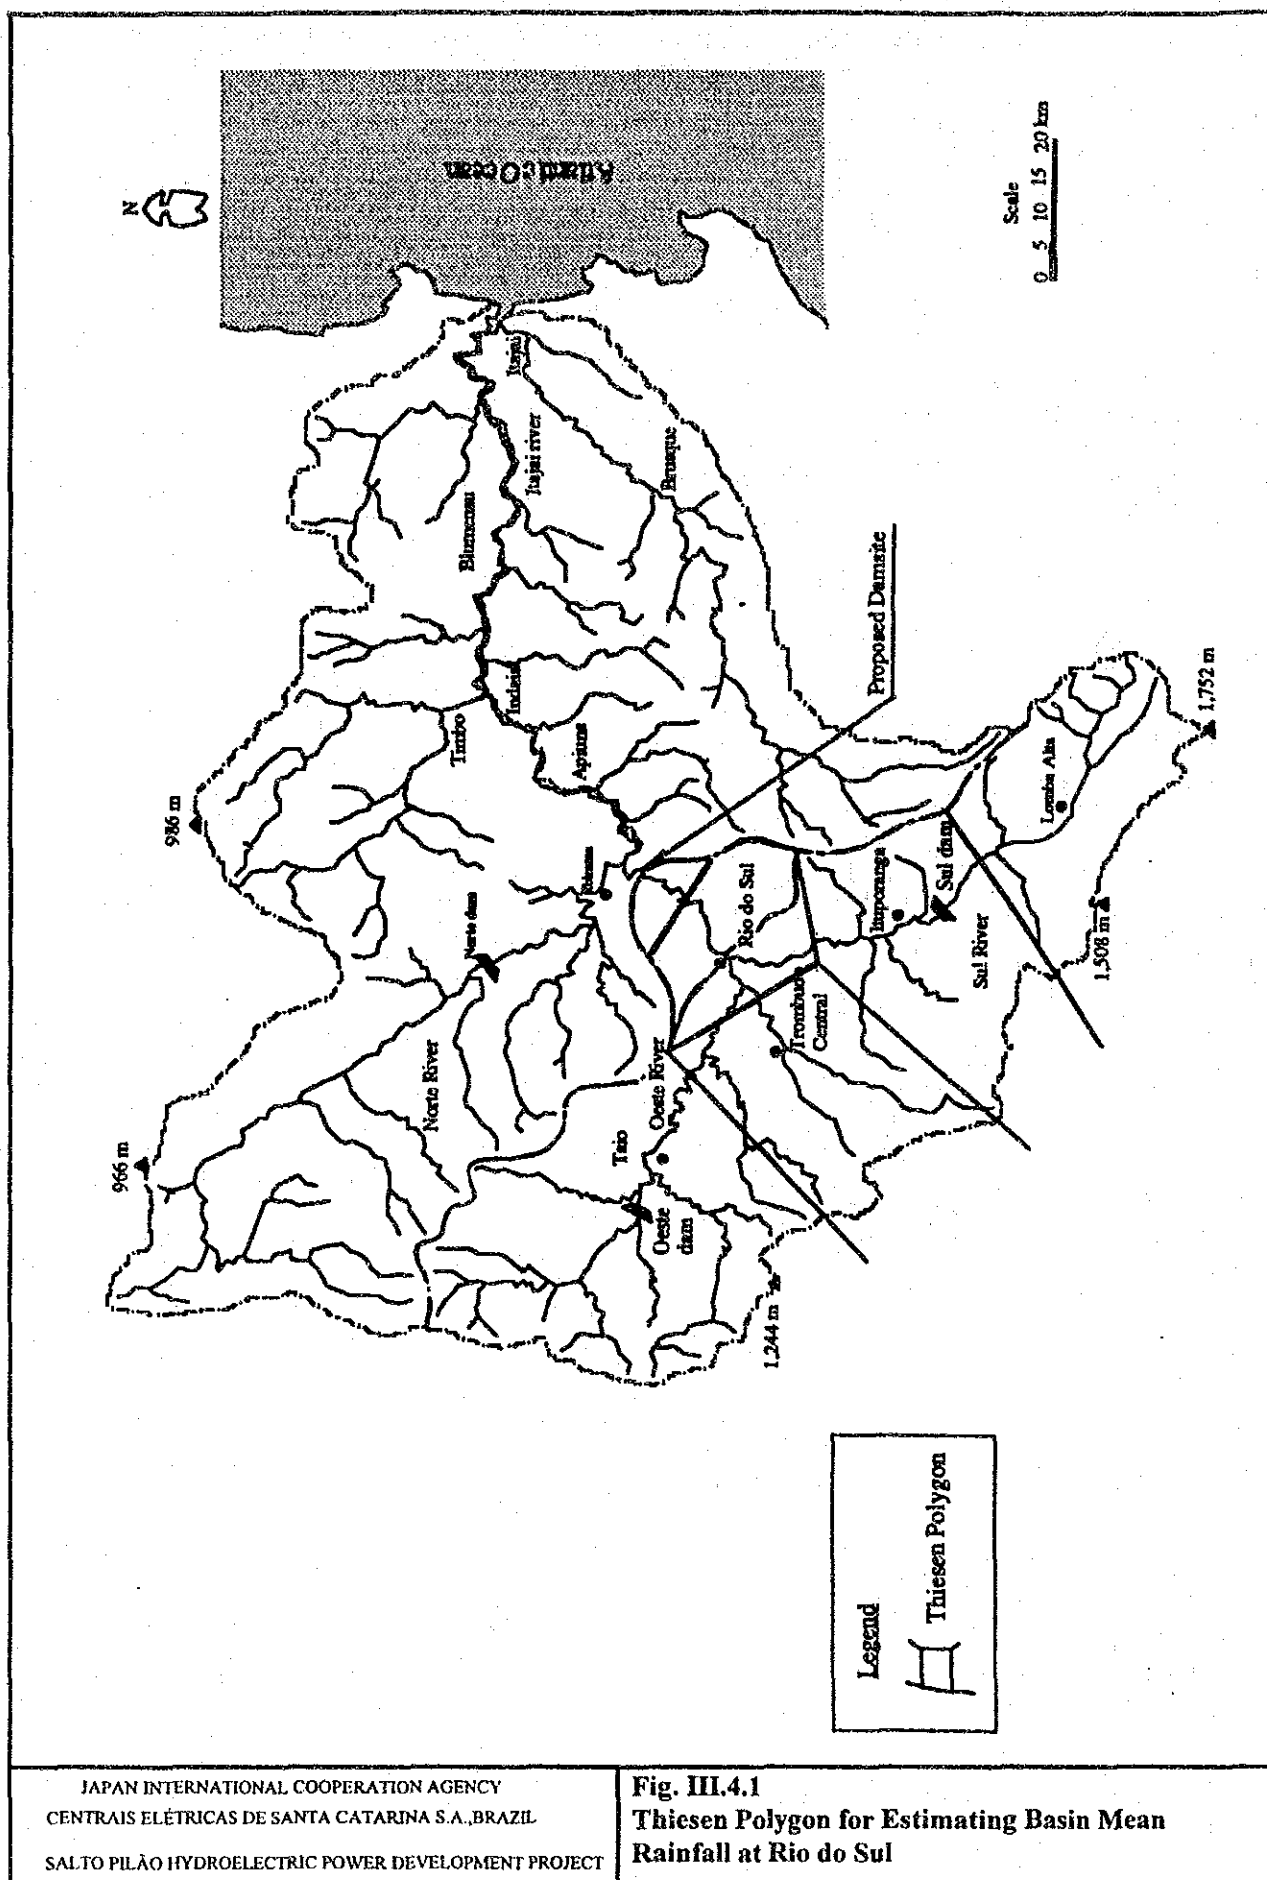 N
Atlantic Ocean
Scale
0 5 10 15 20 km
986 m
966 m
Itajai
Itajai river
Blumenau
Brusque
Timbo
Indaial
Apiuna
Proposed Damsite
1,752 m
Lomba Alta
Norte dam
Rio do Sul
Ituporanga
Sul dam
Sul River
1,508 m
Trombudo
Central
Norte River
Oeste River
Taio
Oeste
dam
1,244 m
Legend
Thiesen Polygon
JAPAN INTERNATIONAL COOPERATION AGENCY
CENTRAIS ELÉTRICAS DE SANTA CATARINA S.A.,BRAZIL
SALTO PILÃO HYDROELECTRIC POWER DEVELOPMENT PROJECT
Fig. III.4.1
Thiesen Polygon for Estimating Basin Mean
Rainfall at Rio do Sul